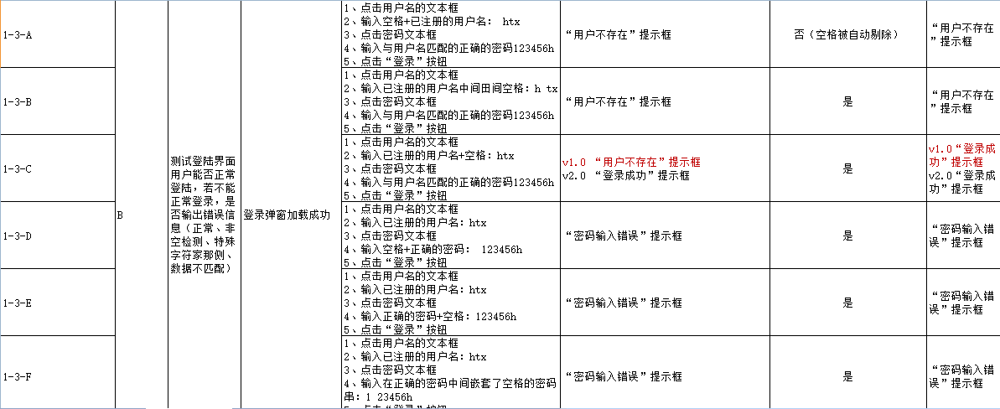 1-3-A
1、点击用户名的文本框
2、输入空格+已注册的用户名： htx
3、点击密码文本框
4、输入与用户名匹配的正确的密码123456h
5、点击“登录”按钮
“用户不存在”提示框
否（空格被自动剔除）
“用户不存在
”提示框
1-3-B
1、点击用户名的文本框
2、输入已注册的用户名中间田间空格：h tx
3、点击密码文本框
4、输入与用户名匹配的正确的密码123456h
5、点击“登录”按钮
“用户不存在”提示框
是
“用户不存在
”提示框
B
测试登陆界面
用户能否正常
登陆，若不能
正常登录，是
否输出错误信
息（正常、非
空检测、特殊
字符家那侧、
数据不匹配）
登录弹窗加载成功
1-3-C
1、点击用户名的文本框
2、输入已注册的用户名+空格：htx
3、点击密码文本框
4、输入与用户名匹配的正确的密码123456h
5、点击“登录”按钮
v1.0 “用户不存在”提示框
v2.0 “登录成功”提示框
是
v1.0“登录成
功”提示框
v2.0“登录成
功”提示框
1-3-D
1、点击用户名的文本框
2、输入已注册的用户名：htx
3、点击密码文本框
4、输入空格+正确的密码： 123456h
5、点击“登录”按钮
“密码输入错误”提示框
是
“密码输入错
误”提示框
1-3-E
1、点击用户名的文本框
2、输入已注册的用户名：htx
3、点击密码文本框
4、输入正确的密码+空格：123456h
5、点击“登录”按钮
“密码输入错误”提示框
是
“密码输入错
误”提示框
1-3-F
1、点击用户名的文本框
2、输入已注册的用户名：htx
3、点击密码文本框
4、输入在正确的密码中间嵌套了空格的密码
串：1 23456h
5、点击“登录”按钮
“密码输入错误”提示框
是
“密码输入错
误”提示框